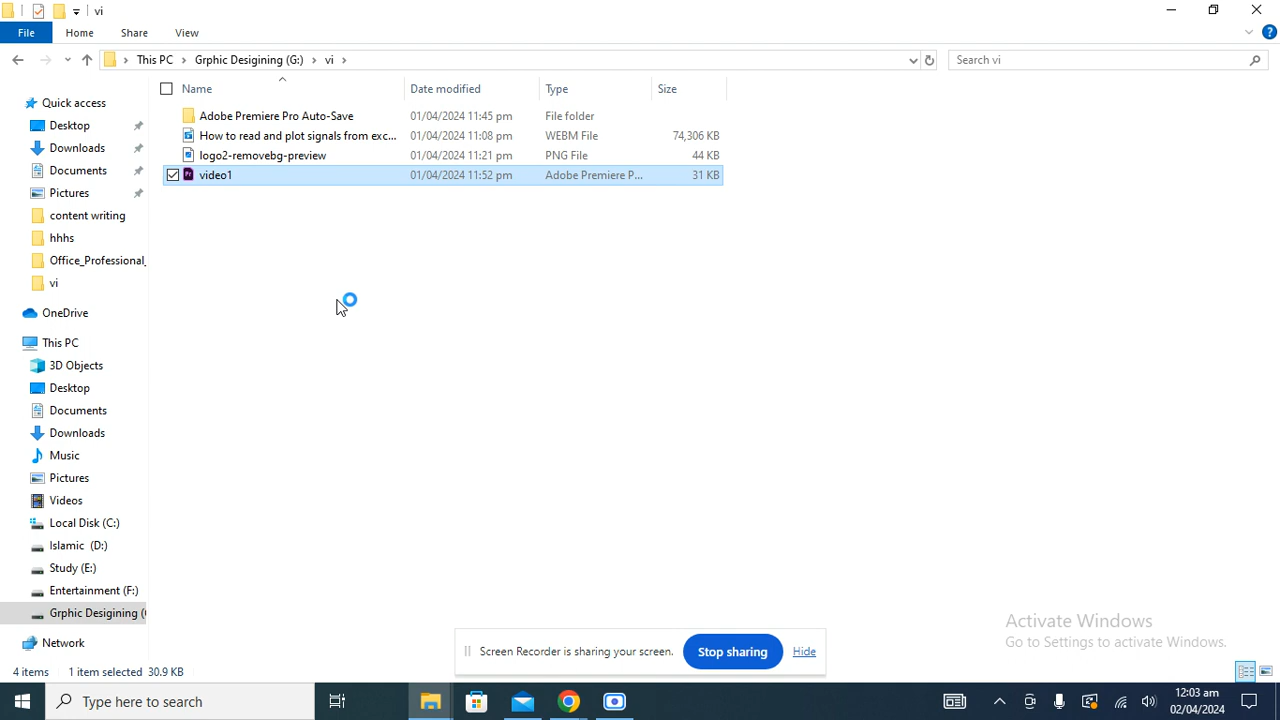 vi
File Home Share View
This PC Grphic Desigining (G:) vi Search vi
Name Date modified Type Size
Adobe Premiere Pro Auto-Save 01/04/2024 11:45 pm File folder
How to read and plot signals from exc... 01/04/2024 11:08 pm WEBM File 74,306 KB
logo2-removebg-preview 01/04/2024 11:21 pm PNG File 44 KB
video1 01/04/2024 11:52 pm Adobe Premiere P... 31 KB
Quick access
Desktop
Downloads
Documents
Pictures
content writing
hhhs
Office_Professional_
vi
OneDrive
This PC
3D Objects
Desktop
Documents
Downloads
Music
Pictures
Videos
Local Disk (C:)
Islamic (D:)
Study (E:)
Entertainment (F:)
Grphic Desigining (
Network
Activate Windows
Go to Settings to activate Windows.
Screen Recorder is sharing your screen. Stop sharing Hide
4 items 1 item selected 30.9 KB
Type here to search
12:03 am
02/04/2024